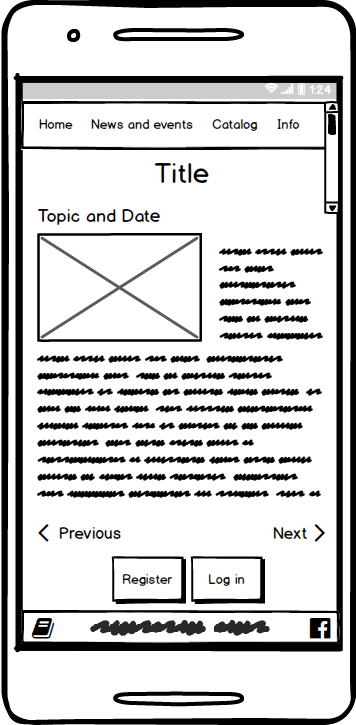 1:24
Home News and events Catalog Info
Title
Topic and Date
Previous Next
Register Log in